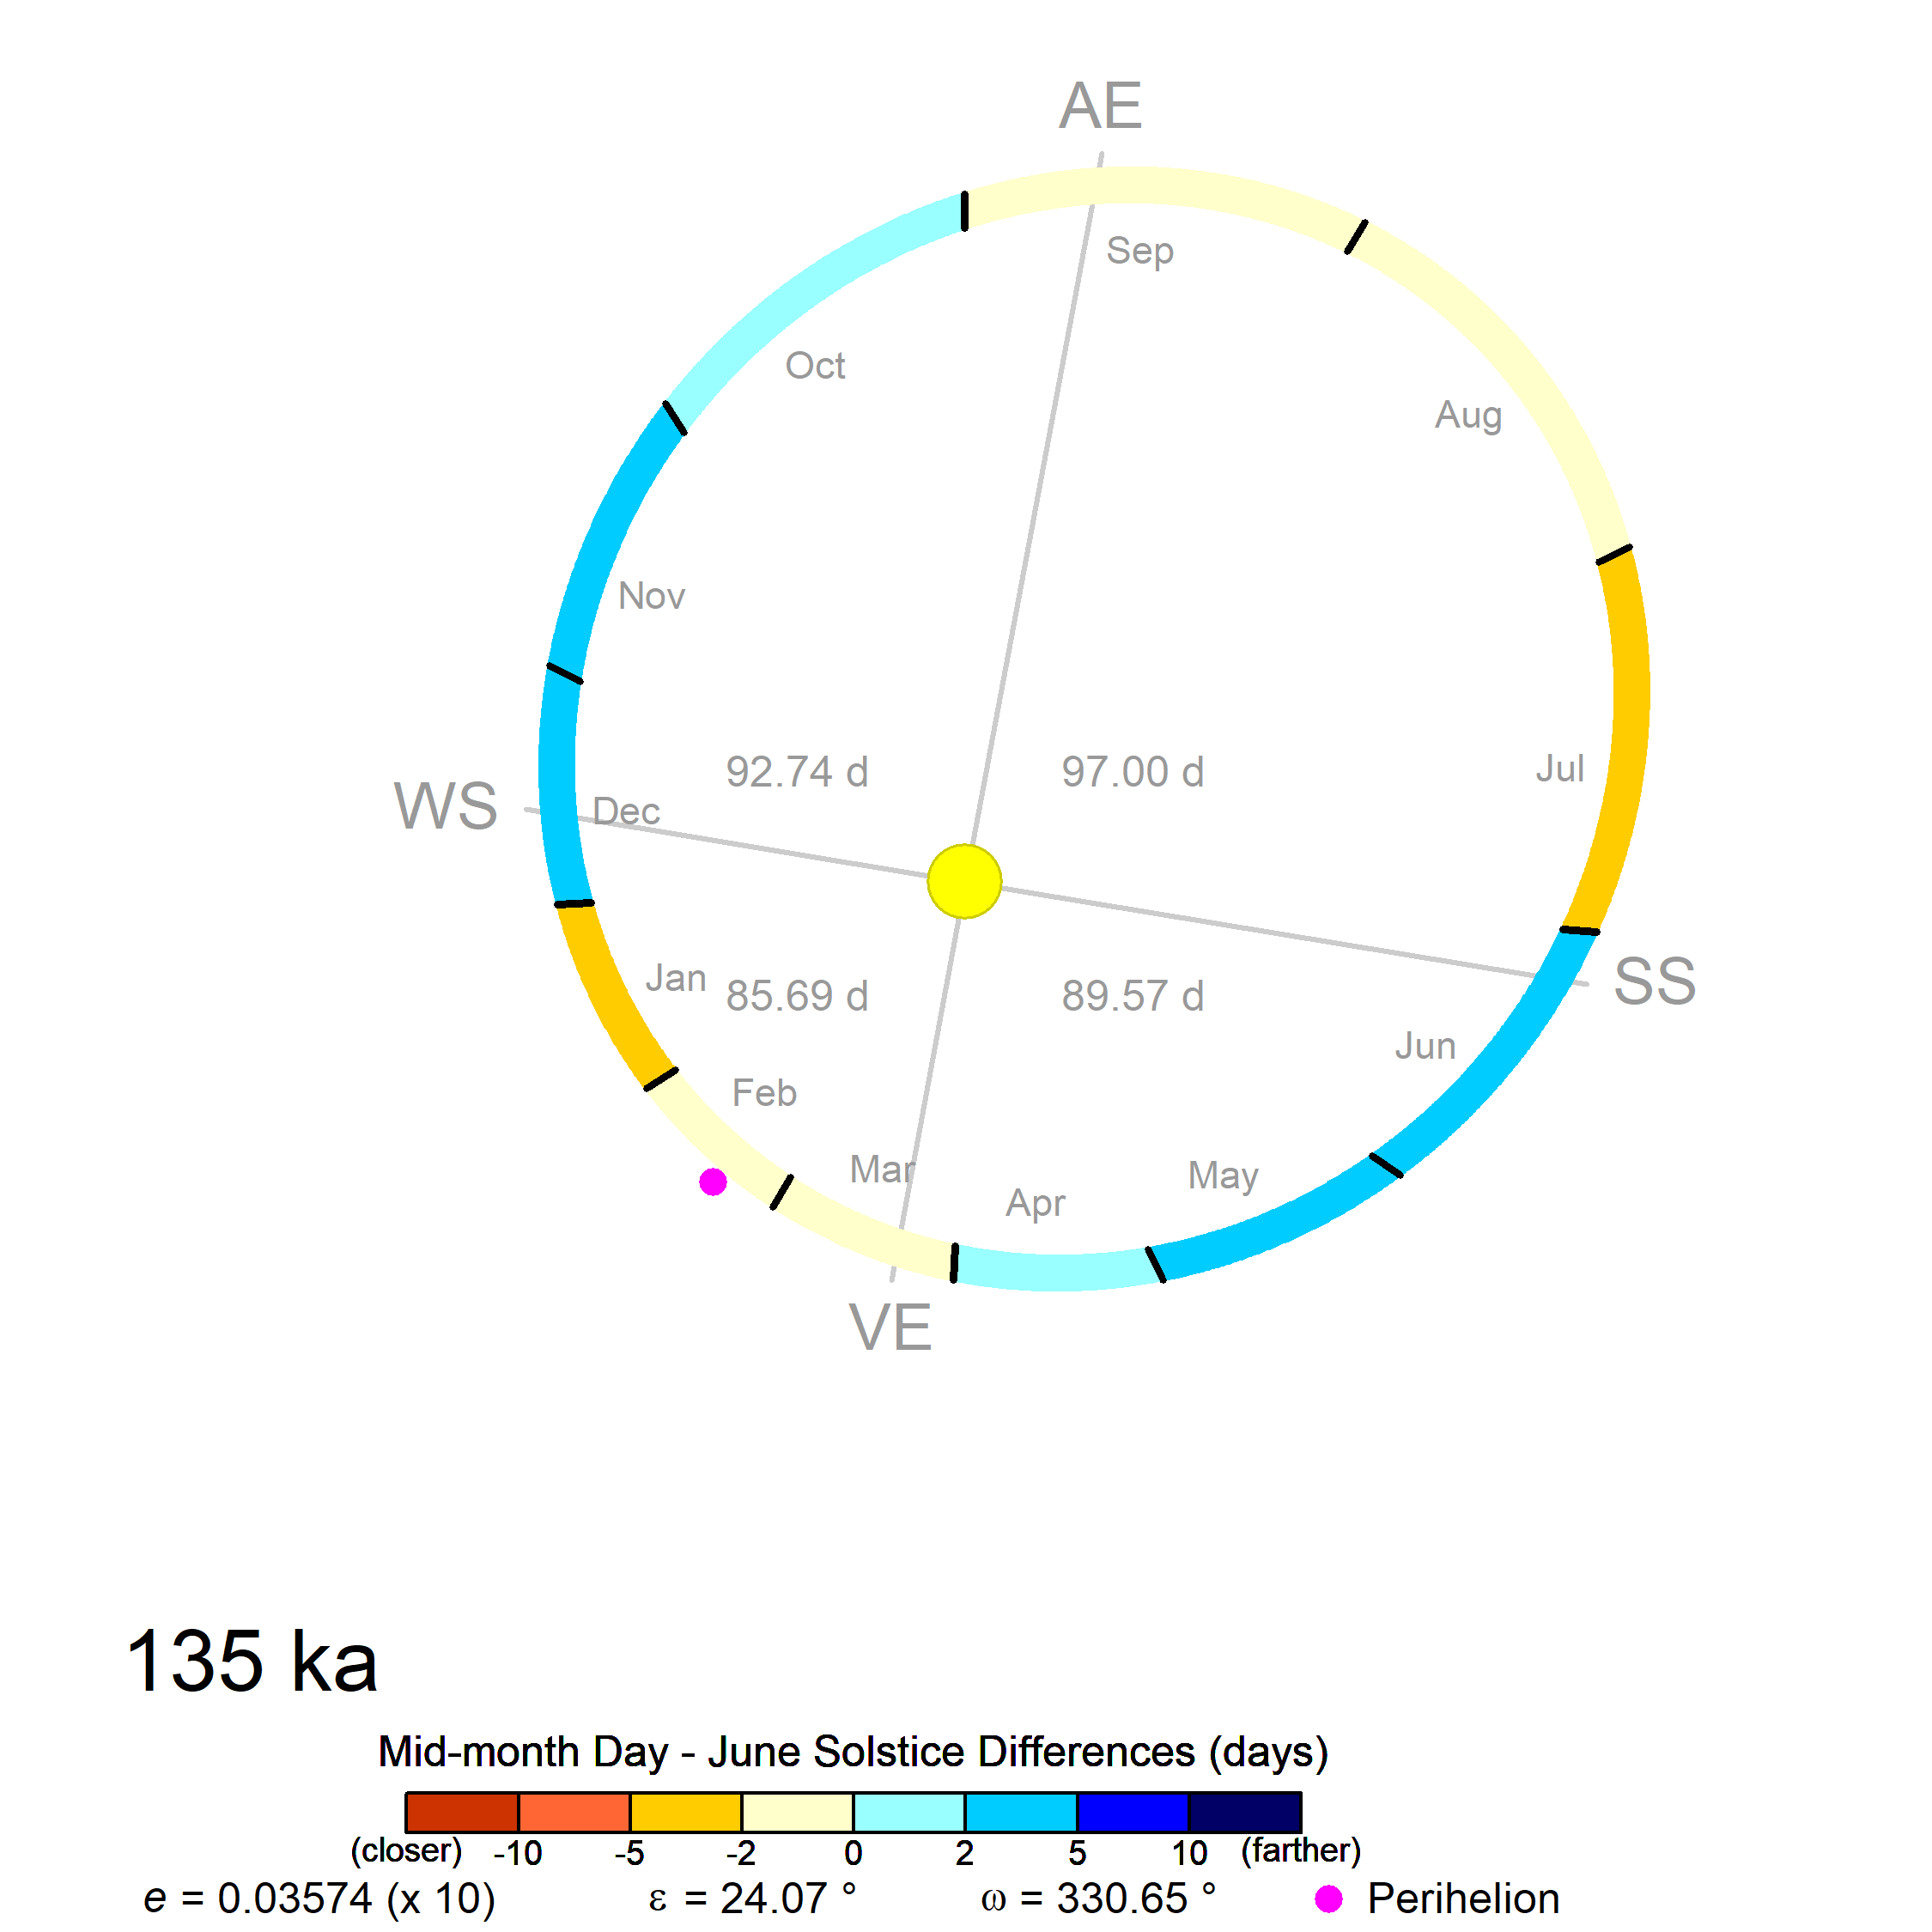 AE
Sep
Oct
Aug
Nov
Jul
92.74 d
97.00 d
WS
Dec
SS
Jan
85.69 d
89.57 d
Jun
Feb
Mar
May
Apr
VE
135 ka
Mid-month Day - June Solstice Differences (days)
(closer) -10 -5 -2 0 2 5 10 (farther)
e = 0.03574 (x 10) ε = 24.07 ° ω = 330.65 ° Perihelion